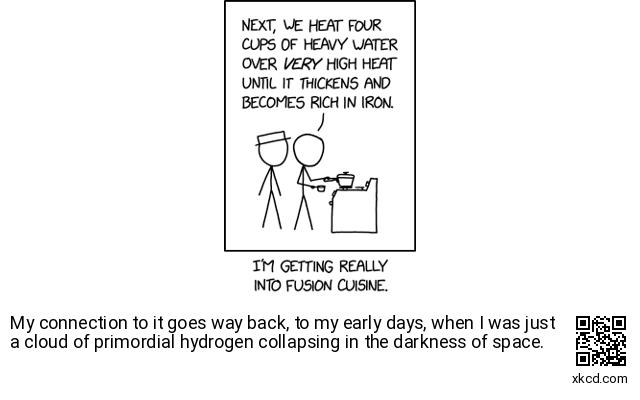 NEXT, WE HEAT FOUR
CUPS OF HEAVY WATER
OVER VERY HIGH HEAT
UNTIL IT THICKENS AND
BECOMES RICH IN IRON.
I'M GETTING REALLY
INTO FUSION CUISINE.
My connection to it goes way back, to my early days, when I was just
a cloud of primordial hydrogen collapsing in the darkness of space.
xkcd.com